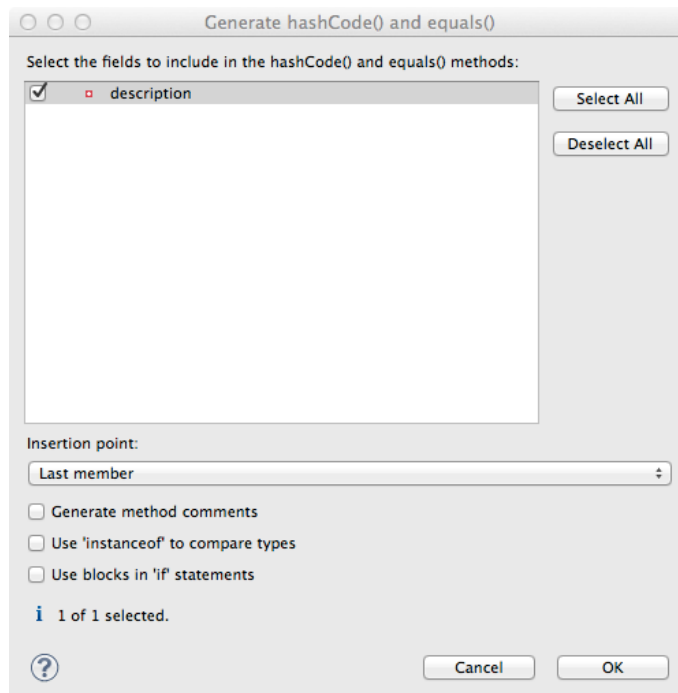 Generate hashCode() and equals()
Select the fields to include in the hashCode() and equals() methods:
description
Select All
Deselect All
Insertion point:
Last member
Generate method comments
Use 'instanceof' to compare types
Use blocks in 'if' statements
i 1 of 1 selected.
?
Cancel
OK